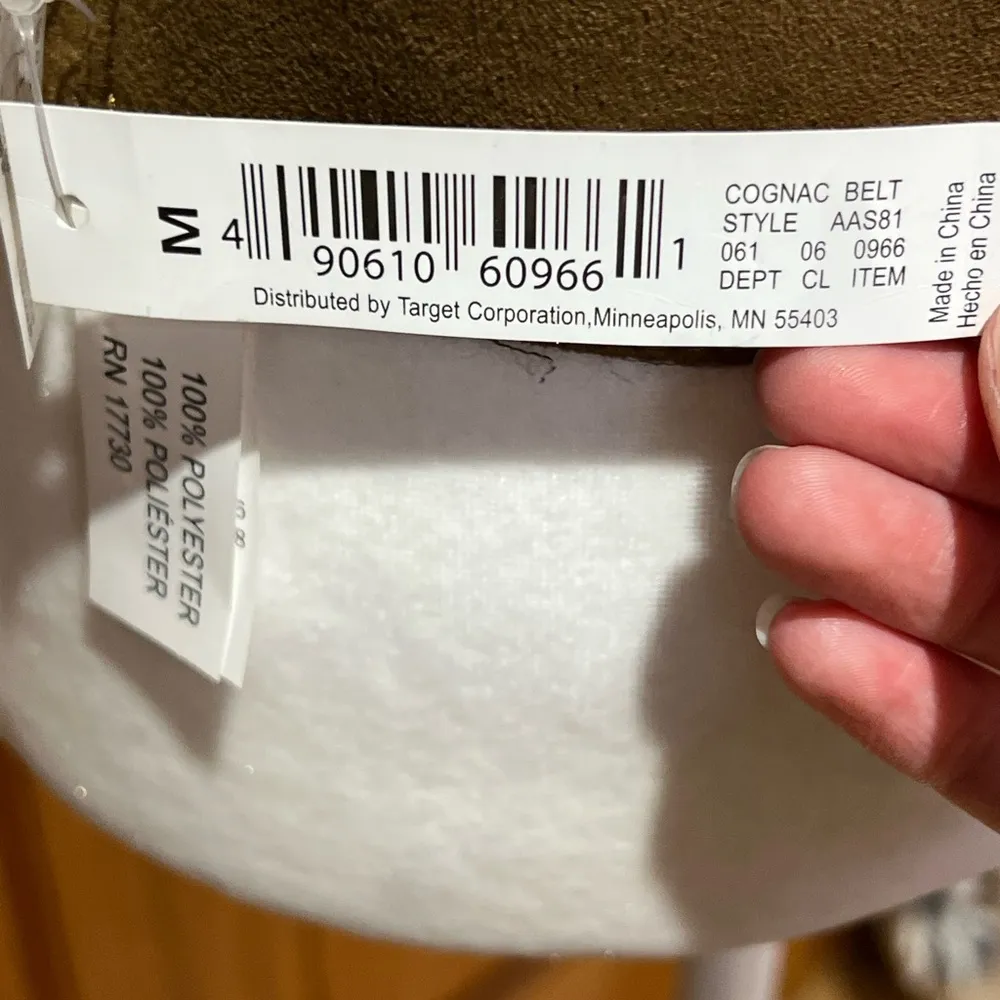 M
4 90610 60966 1
Distributed by Target Corporation,Minneapolis, MN 55403
COGNAC BELT
STYLE AAS81
061 06 0966
DEPT CL ITEM
Made in China
Hecho en China
100% POLYESTER
100% POLIÉSTER
RN 17730